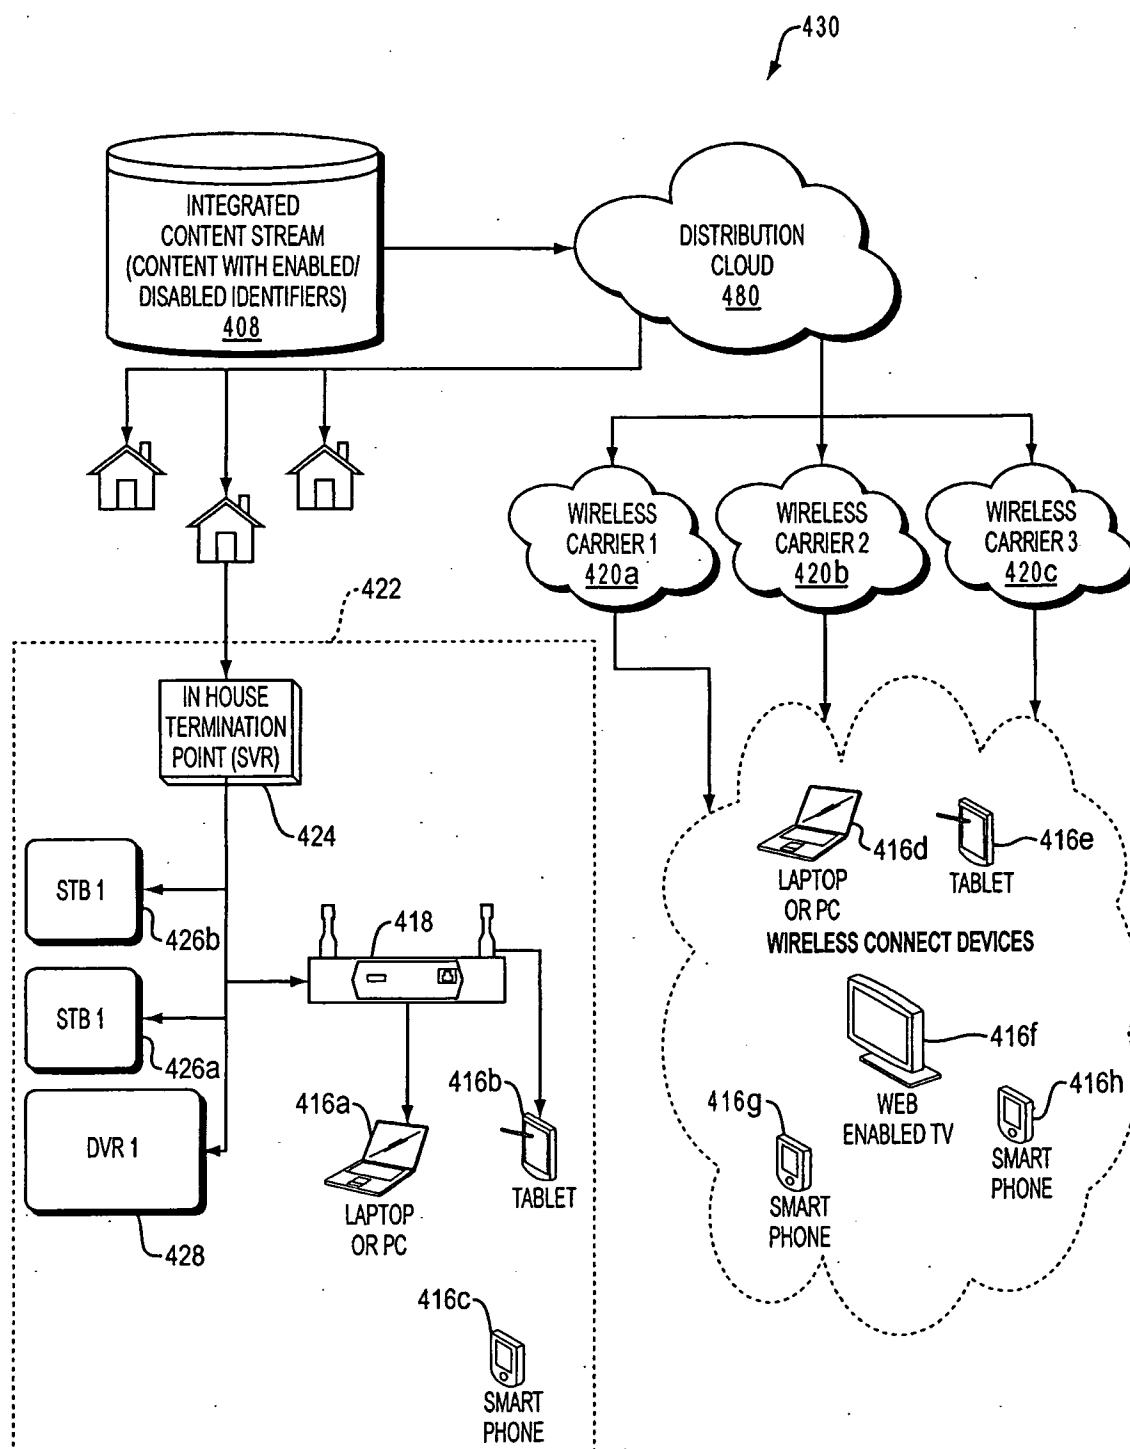 430
INTEGRATED
CONTENT STREAM
(CONTENT WITH ENABLED/
DISABLED IDENTIFIERS)
408
DISTRIBUTION
CLOUD
480
WIRELESS
CARRIER 1
420a
WIRELESS
CARRIER 2
420b
WIRELESS
CARRIER 3
420c
422
IN HOUSE
TERMINATION
POINT (SVR)
424
STB 1
426b
STB 1
426a
DVR 1
428
418
416a
LAPTOP
OR PC
416b
TABLET
416c
SMART
PHONE
416d
LAPTOP
OR PC
416e
TABLET
WIRELESS CONNECT DEVICES
416f
WEB
ENABLED TV
416g
SMART
PHONE
416h
SMART
PHONE